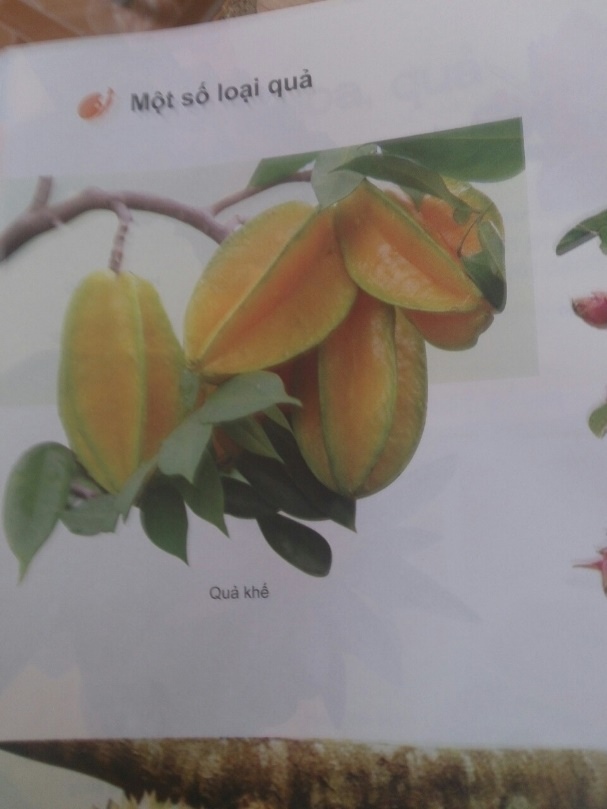 Một số loại quả
Quả khế